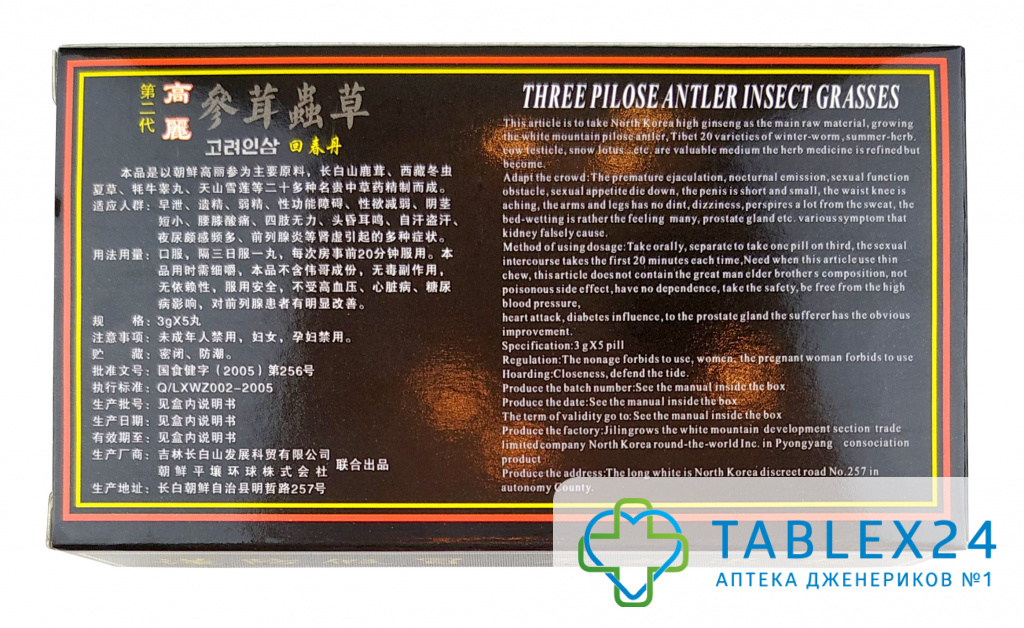 第二代
高麗
參茸蟲草
고려인삼 回春丹
本品是以朝鲜高丽参为主要原料，长白山鹿茸、西藏冬虫
夏草、牦牛睾丸、天山雪莲等二十多种名贵中草药精制而成。
适应人群：早泄、遗精、弱精、性功能障碍、性欲减弱、阴茎
短小、腰膝酸痛、四肢无力、头昏耳鸣、自汗盗汗、
夜尿颇感频多、前列腺炎等肾虚引起的多种症状。
用法用量：口服，隔三日服一丸，每次房事前20分钟服用。本
品用时需细嚼，本品不含伟哥成份，无毒副作用，
无依赖性，服用安全，不受高血压、心脏病、糖尿
病影响，对前列腺患者有明显改善。
规 格：3gX5丸
注意事项：未成年人禁用，妇女，孕妇禁用。
贮 藏：密闭、防潮。
批准文号：国食健字（2005）第256号
执行标准：Q/LXWZ002-2005
生产批号：见盒内说明书
生产日期：见盒内说明书
有效期至：见盒内说明书
生产厂商：吉林长白山发展科贸有限公司
朝鲜平壤环球株式会社 联合出品
生产地址：长白朝鲜自治县明哲路257号
THREE PILOSE ANTLER INSECT GRASSES
This article is to take North Korea high ginseng as the main raw material, growing
the white mountain pilose antler, Tibet 20 varieties of winter-worm , summer-herb,
cow testicle, snow lotus ...etc. are valuable medium the herb medicine is refined but
become.
Adapt the crowd:The premature ejaculation, nocturnal emission, sexual function
obstacle, sexual appetite die down, the penis is short and small, the waist knee is
aching, the arms and legs has no dint, dizziness, perspires a lot from the sweat, the
bed-wetting is rather the feeling many, prostate gland etc. various symptom that
kidney falsely cause.
Method of using dosage:Take orally, separate to take one pill on third, the sexual
intercourse takes the first 20 minutes each time,Need when this article use thin
chew, this article does not contain the great man elder brother s composition, not
poisonous side effect, have no dependence, take the safety, be free from the high
blood pressure,
heart attack, diabetes influence, to the prostate gland the sufferer has the obvious
improvement.
Specification:3 gX5 pill
Regulation:The nonage forbids to use, women, the pregnant woman forbids to use
Hoarding:Closeness, defend the tide.
Produce the batch number:See the manual inside the box
Produce the date:See the manual inside the box
The term of validity go to:See the manual inside the box
Produce the factory:Jilingrows the white mountain development section trade
limited company North Korea round-the-world Inc. in Pyongyang consociation
product
Produce the address:The long white is North Korea discreet road No.257 in
autonomy County.
TABLEX24
АПТЕКА ДЖЕНЕРИКОВ №1